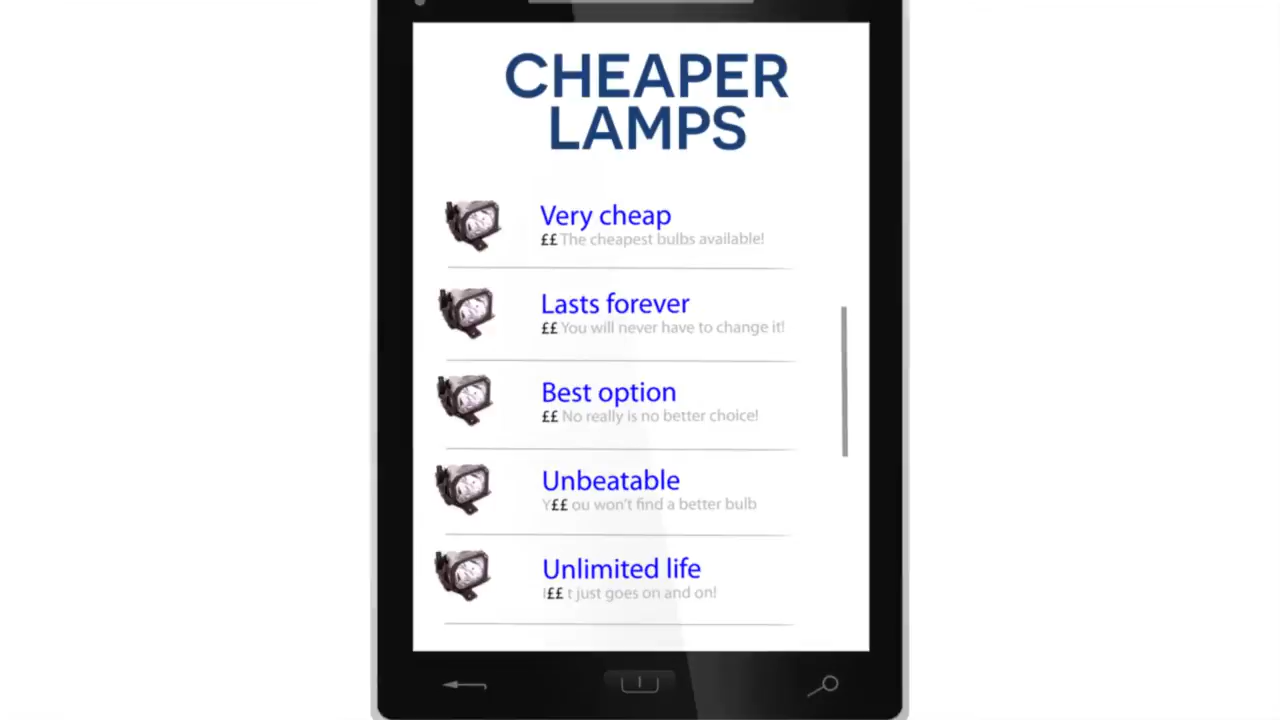 CHEAPER
LAMPS
Very cheap
££ The cheapest bulbs available!
Lasts forever
££ You will never have to change it!
Best option
££ No really is no better choice!
Unbeatable
Y££ ou won't find a better bulb
Unlimited life
I££ t just goes on and on!